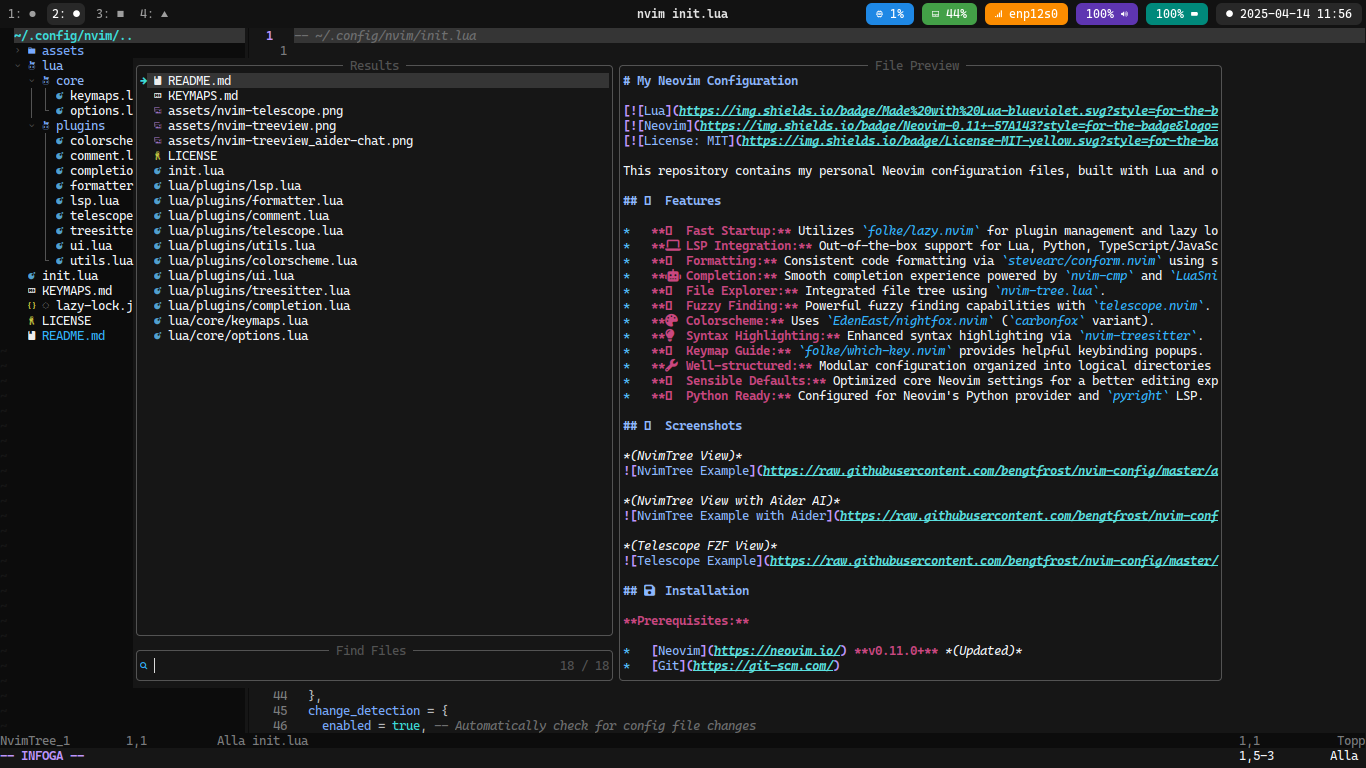 1: ● 2: ● 3: ■ 4: ▲ nvim init.lua 1% 44% enp12s0 100% 100% ● 2025-04-14 11:56
~/.config/nvim/..
assets
lua
core
keymaps.l
options.l
plugins
colorsche
comment.l
completio
formatter
lsp.lua
telescope
treesitte
ui.lua
utils.lua
init.lua
KEYMAPS.md
{} lazy-lock.j
LICENSE
README.md
1 -- ~/.config/nvim/init.lua
1
Results
README.md
KEYMAPS.md
assets/nvim-telescope.png
assets/nvim-treeview.png
assets/nvim-treeview_aider-chat.png
LICENSE
init.lua
lua/plugins/lsp.lua
lua/plugins/formatter.lua
lua/plugins/comment.lua
lua/plugins/telescope.lua
lua/plugins/utils.lua
lua/plugins/colorscheme.lua
lua/plugins/ui.lua
lua/plugins/treesitter.lua
lua/plugins/completion.lua
lua/core/keymaps.lua
lua/core/options.lua
Find Files
18 / 18
File Preview
# My Neovim Configuration
[![Lua](https://img.shields.io/badge/Made%20with%20Lua-blueviolet.svg?style=for-the-b
[![Neovim](https://img.shields.io/badge/Neovim-0.11+-57A143?style=for-the-badge&logo=
[![License: MIT](https://img.shields.io/badge/License-MIT-yellow.svg?style=for-the-ba
This repository contains my personal Neovim configuration files, built with Lua and o
## Features
* ** Fast Startup:** Utilizes `folke/lazy.nvim` for plugin management and lazy lo
* ** LSP Integration:** Out-of-the-box support for Lua, Python, TypeScript/JavaSc
* ** Formatting:** Consistent code formatting via `stevearc/conform.nvim` using s
* ** Completion:** Smooth completion experience powered by `nvim-cmp` and `LuaSni
* ** File Explorer:** Integrated file tree using `nvim-tree.lua`.
* ** Fuzzy Finding:** Powerful fuzzy finding capabilities with `telescope.nvim`.
* ** Colorscheme:** Uses `EdenEast/nightfox.nvim` (`carbonfox` variant).
* ** Syntax Highlighting:** Enhanced syntax highlighting via `nvim-treesitter`.
* ** Keymap Guide:** `folke/which-key.nvim` provides helpful keybinding popups.
* ** Well-structured:** Modular configuration organized into logical directories
* ** Sensible Defaults:** Optimized core Neovim settings for a better editing exp
* ** Python Ready:** Configured for Neovim's Python provider and `pyright` LSP.
## Screenshots
*(NvimTree View)*
![NvimTree Example](https://raw.githubusercontent.com/bengtfrost/nvim-config/master/a
*(NvimTree View with Aider AI)*
![NvimTree Example with Aider](https://raw.githubusercontent.com/bengtfrost/nvim-conf
*(Telescope FZF View)*
![Telescope Example](https://raw.githubusercontent.com/bengtfrost/nvim-config/master/
## Installation
**Prerequisites:**
* [Neovim](https://neovim.io/) **v0.11.0+** *(Updated)*
* [Git](https://git-scm.com/)
44 },
45 change_detection = {
46 enabled = true, -- Automatically check for config file changes
NvimTree_1 1,1 Alla init.lua 1,1 Topp
-- INFOGA -- 1,5-3 Alla